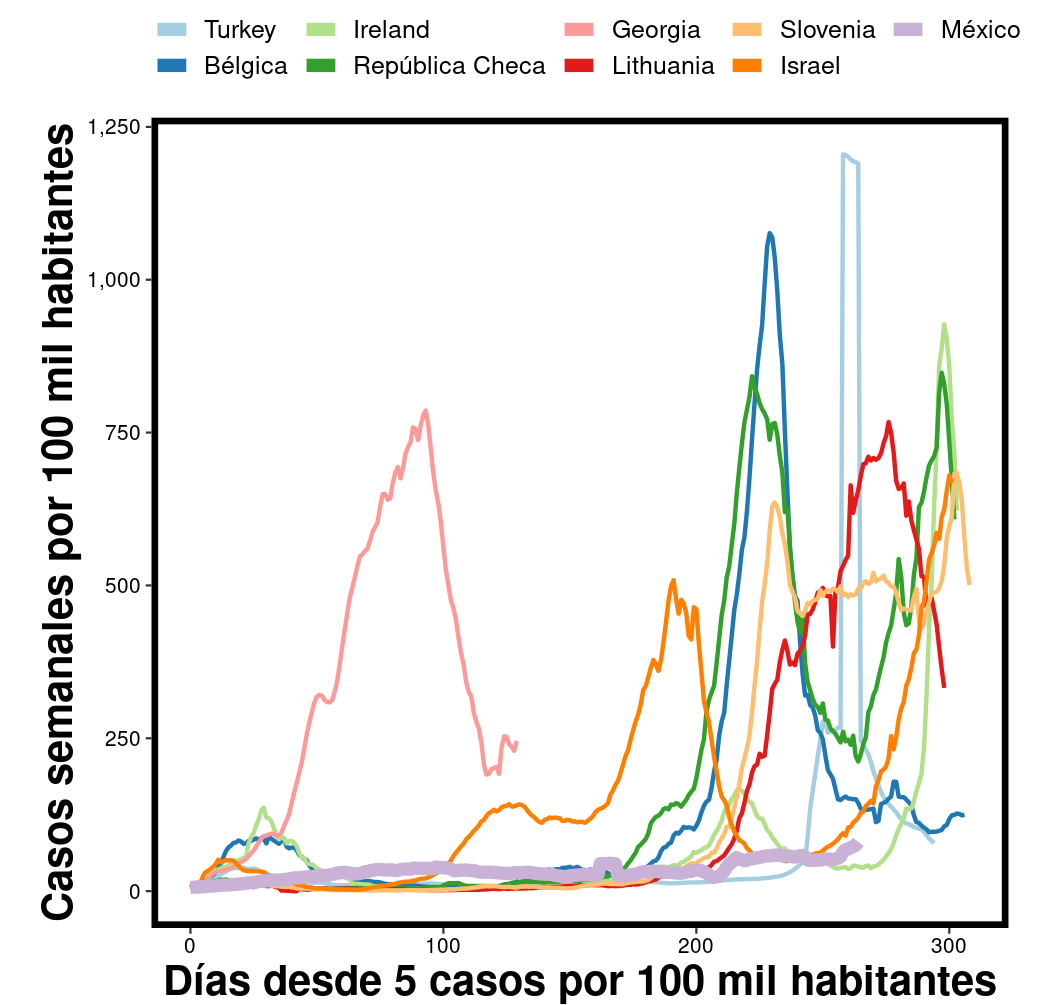 Turkey Ireland Georgia Slovenia México
Bélgica República Checa Lithuania Israel
Casos semanales por 100 mil habitantes
1,250
1,000
750
500
250
0
0 100 200 300
Días desde 5 casos por 100 mil habitantes